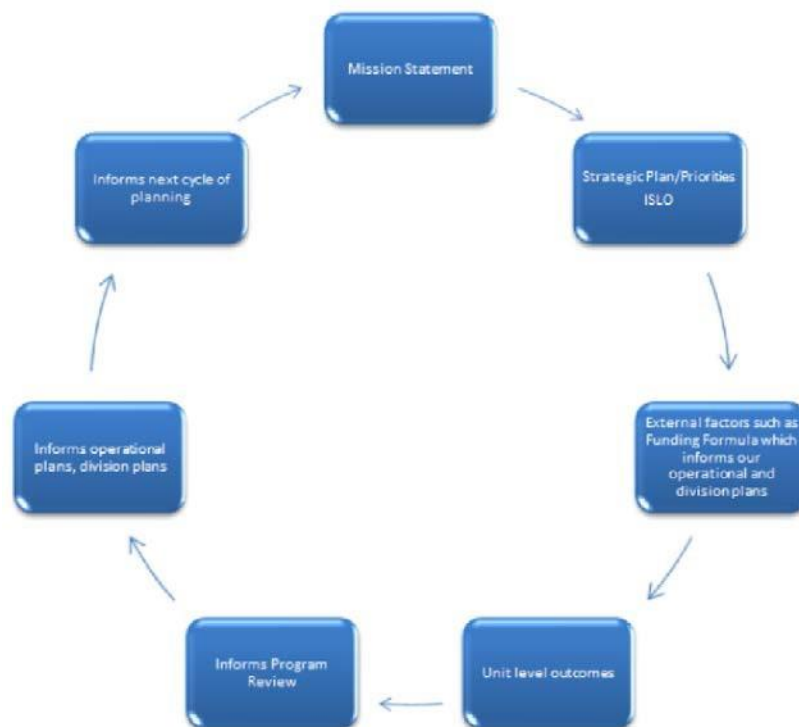 Mission Statement
Strategic Plan/Priorities
ISLO
External factors such as
Funding Formula which
informs our
operational and
division plans
Unit level outcomes
Informs Program
Review
Informs operational
plans, division plans
Informs next cycle of
planning